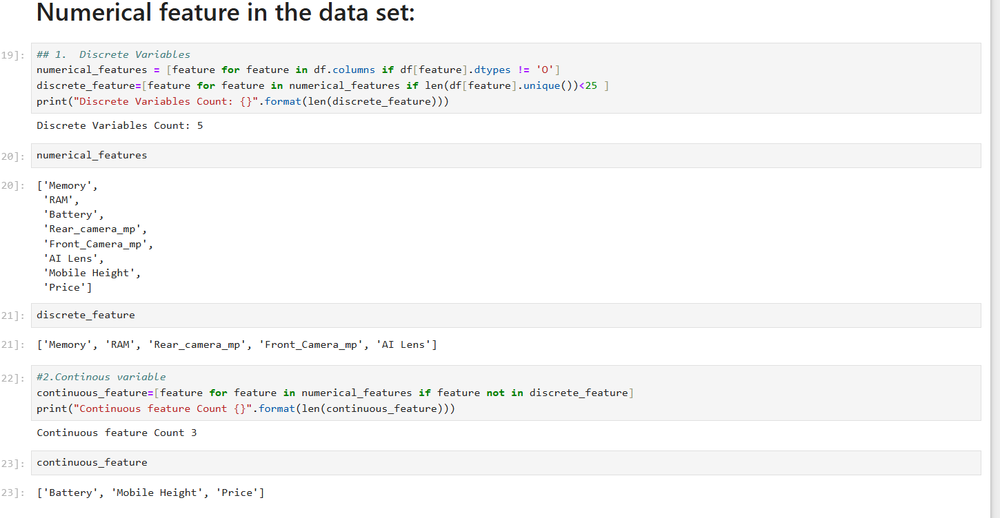 Numerical feature in the data set:
19]:
## 1.  Discrete Variables
numerical_features = [feature for feature in df.columns if df[feature].dtypes != 'O']
discrete_feature=[feature for feature in numerical_features if len(df[feature].unique())<25 ]
print("Discrete Variables Count: {}".format(len(discrete_feature)))
Discrete Variables Count: 5
20]:
numerical_features
20]:
['Memory',
 'RAM',
 'Battery',
 'Rear_camera_mp',
 'Front_Camera_mp',
 'AI Lens',
 'Mobile Height',
 'Price']
21]:
discrete_feature
21]:
['Memory', 'RAM', 'Rear_camera_mp', 'Front_Camera_mp', 'AI Lens']
22]:
#2.Continous variable
continuous_feature=[feature for feature in numerical_features if feature not in discrete_feature]
print("Continuous feature Count {}".format(len(continuous_feature)))
Continuous feature Count 3
23]:
continuous_feature
23]:
['Battery', 'Mobile Height', 'Price']